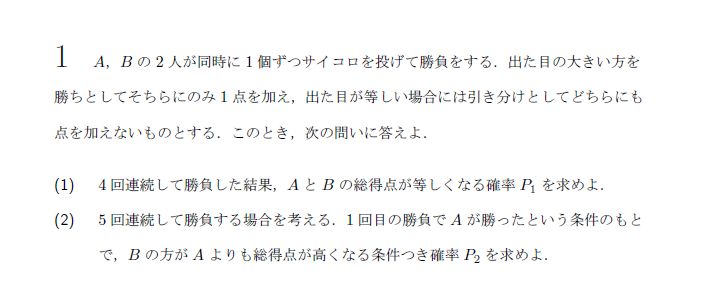 1 A，B の 2 人が同時に 1 個ずつサイコロを投げて勝負をする．出た目の大きい方を
勝ちとしてそちらにのみ 1 点を加え，出た目が等しい場合には引き分けとしてどちらにも
点を加えないものとする．このとき，次の問いに答えよ．
(1) 4 回連続して勝負した結果，A と B の総得点が等しくなる確率 P₁ を求めよ．
(2) 5 回連続して勝負する場合を考える．1 回目の勝負で A が勝ったという条件のもと
で，B の方が A よりも総得点が高くなる条件つき確率 P₂ を求めよ．